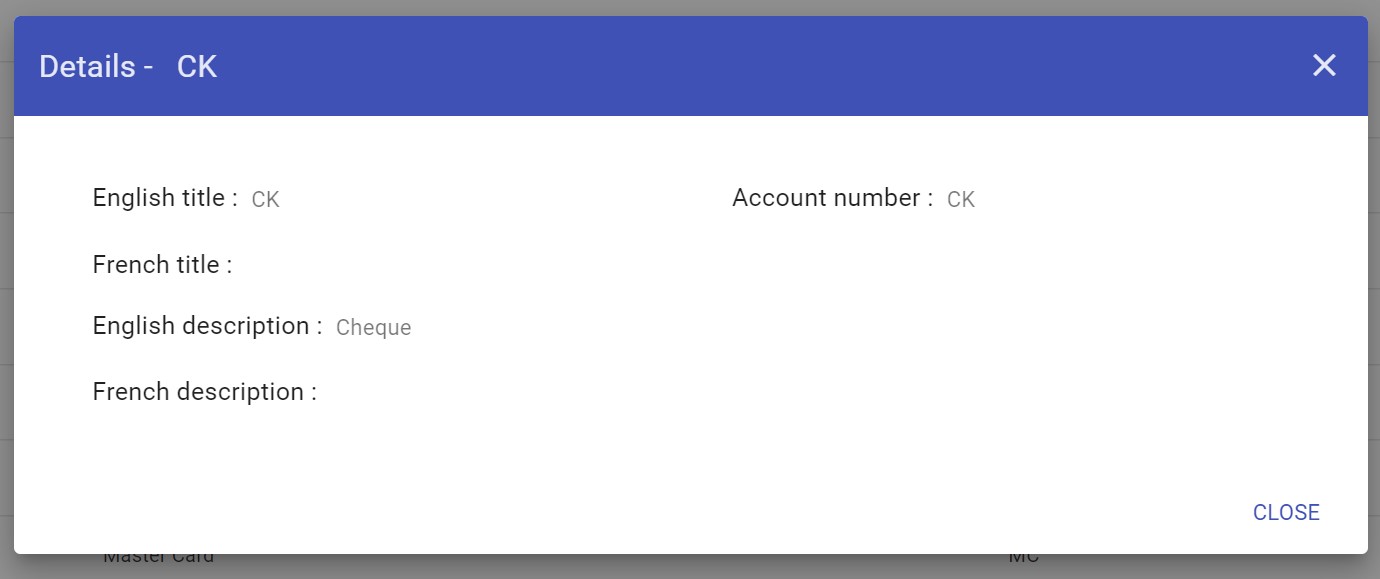 Details - CK
English title : CK
Account number : CK
French title :
English description : Cheque
French description :
CLOSE
Master Card
MC